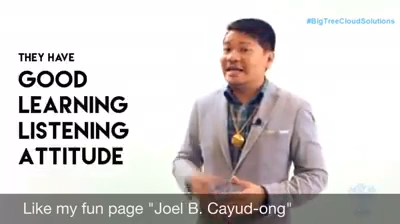 #BigTreeCloudSolutions
THEY HAVE
GOOD
LEARNING
LISTENING
ATTITUDE
Like my fun page "Joel B. Cayud-ong"